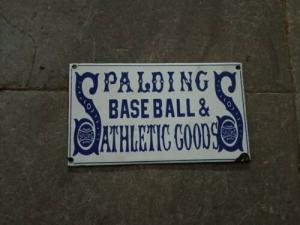 SPALDING
BASE BALL &
ATHLETIC GOODS